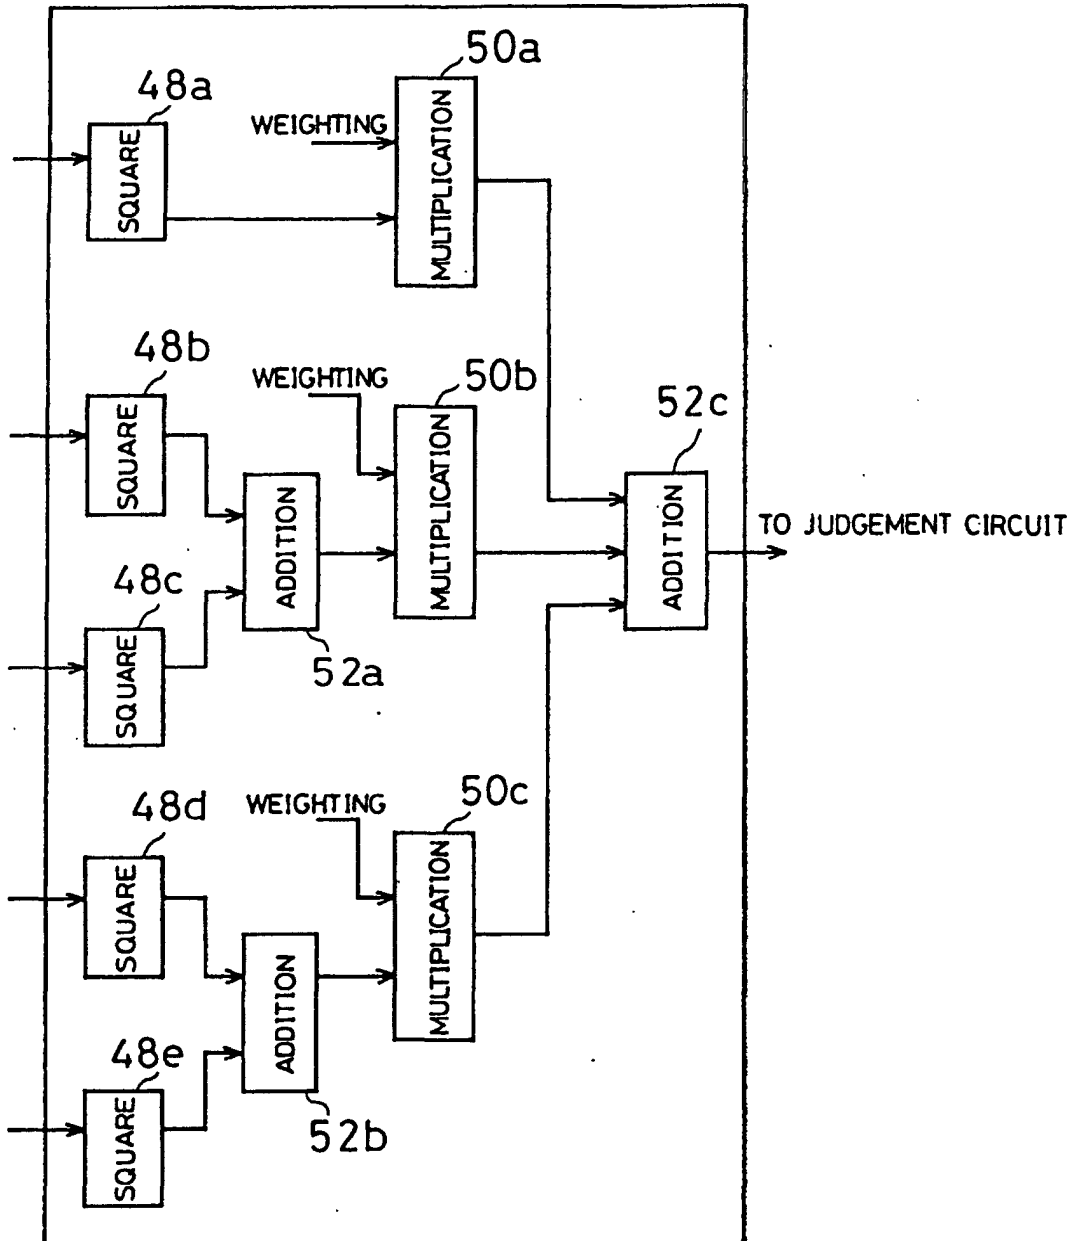 50a
48a
WEIGHTING
SQUARE
MULTIPLICATION
48b
WEIGHTING
50b
52c
SQUARE
MULTIPLICATION
ADDITION
ADDITION
TO JUDGEMENT CIRCUIT
48c
SQUARE
52a
48d
WEIGHTING
50c
SQUARE
MULTIPLICATION
ADDITION
48e
SQUARE
52b